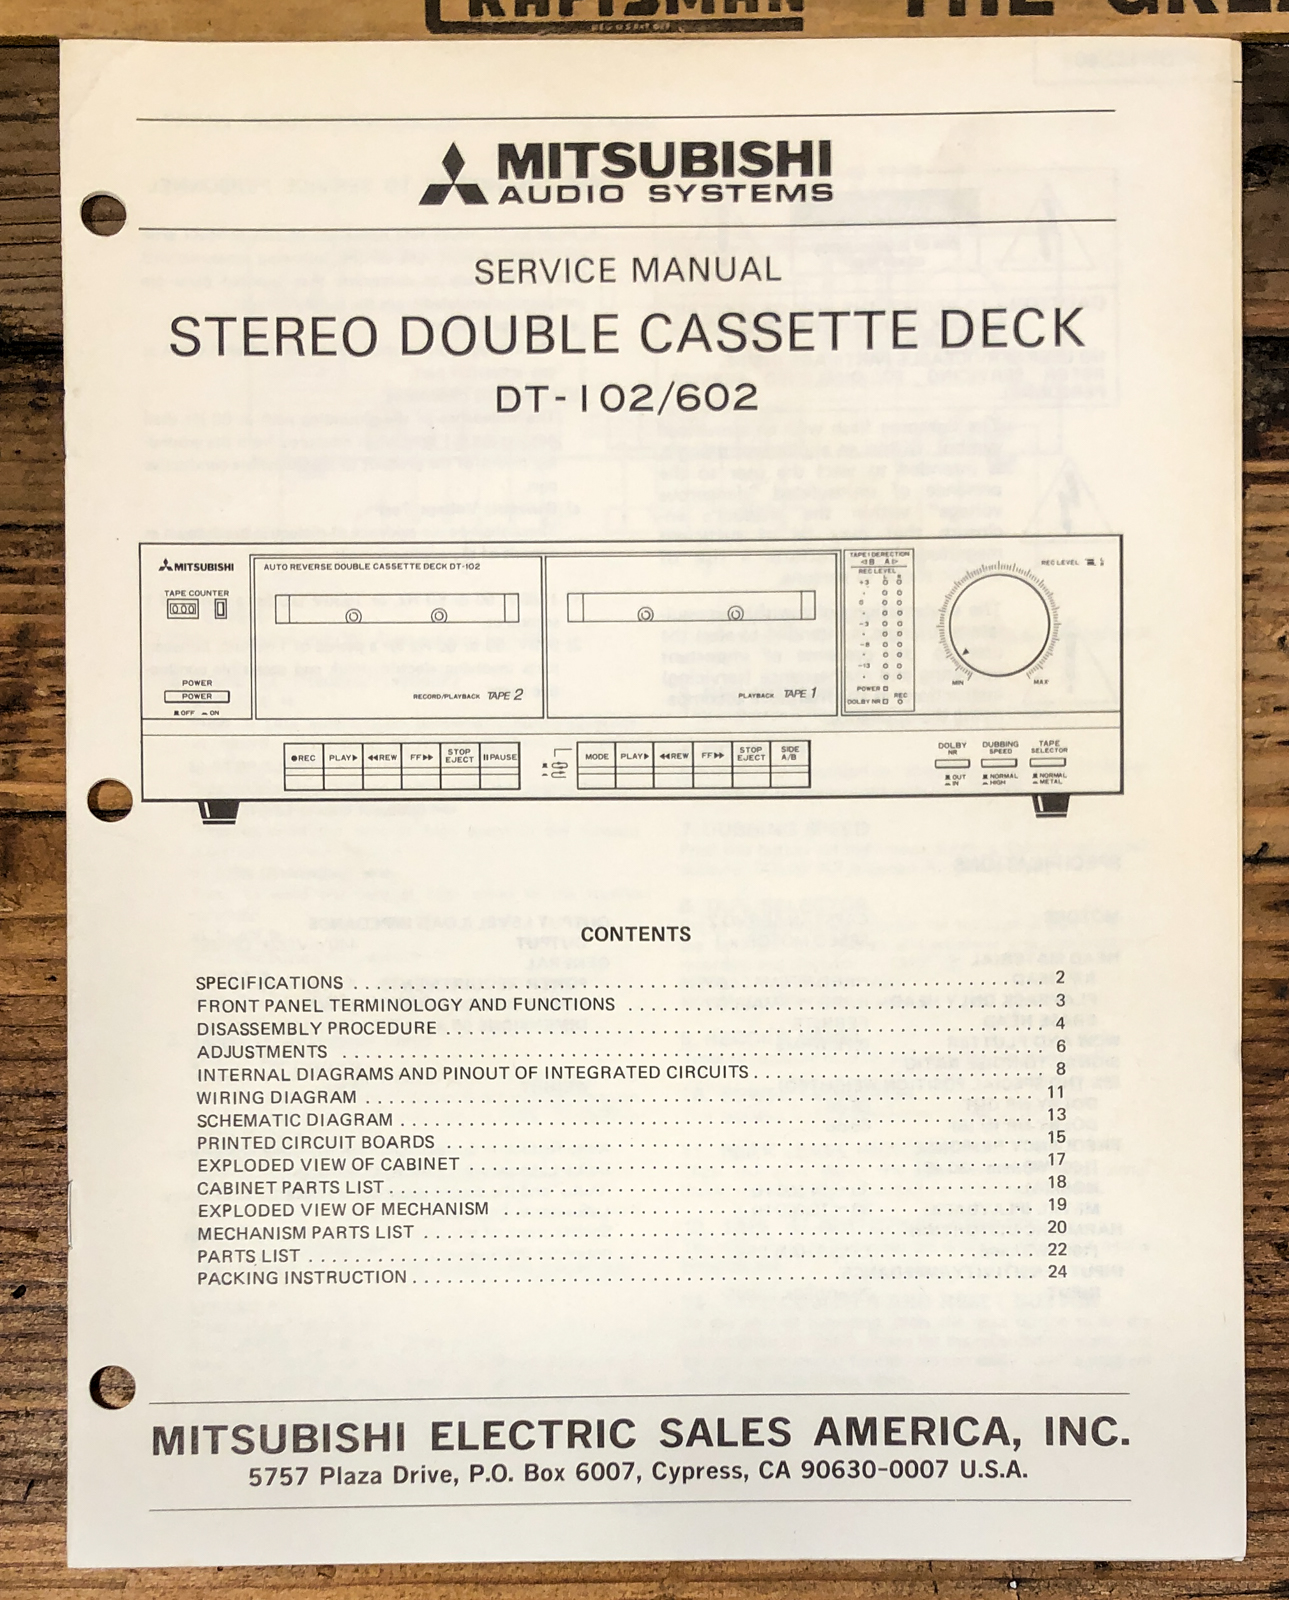 CRAFTSMAN THE GREA
MITSUBISHI
AUDIO SYSTEMS
SERVICE MANUAL
STEREO DOUBLE CASSETTE DECK
DT-102/602
MITSUBISHI
AUTO REVERSE DOUBLE CASSETTE DECK DT-102
TAPE COUNTER
000
POWER
POWER
OFF ON
RECORD/PLAYBACK TAPE 2
PLAYBACK TAPE 1
TAPE I DERECTION
◁B A▷
REC LEVEL
L R
+3
0
-3
-8
-13
POWER
DOLBY NR REC
REC LEVEL
MIN MAX
●REC PLAY▶ ◀◀REW FF▶▶ STOP EJECT ‖PAUSE
MODE PLAY▶ ◀◀REW FF▶▶ STOP EJECT SIDE A/B
DOLBY NR
OUT
IN
DUBBING SPEED
NORMAL
HIGH
TAPE SELECTOR
NORMAL
METAL
CONTENTS
SPECIFICATIONS . . . . . . . . . . 2
FRONT PANEL TERMINOLOGY AND FUNCTIONS . . . . . . . . . . 3
DISASSEMBLY PROCEDURE . . . . . . . . . . 4
ADJUSTMENTS . . . . . . . . . . 6
INTERNAL DIAGRAMS AND PINOUT OF INTEGRATED CIRCUITS . . . . . . . . . . 8
WIRING DIAGRAM . . . . . . . . . . 11
SCHEMATIC DIAGRAM . . . . . . . . . . 13
PRINTED CIRCUIT BOARDS . . . . . . . . . . 15
EXPLODED VIEW OF CABINET . . . . . . . . . . 17
CABINET PARTS LIST . . . . . . . . . . 18
EXPLODED VIEW OF MECHANISM . . . . . . . . . . 19
MECHANISM PARTS LIST . . . . . . . . . . 20
PARTS LIST . . . . . . . . . . 22
PACKING INSTRUCTION . . . . . . . . . . 24
MITSUBISHI ELECTRIC SALES AMERICA, INC.
5757 Plaza Drive, P.O. Box 6007, Cypress, CA 90630-0007 U.S.A.